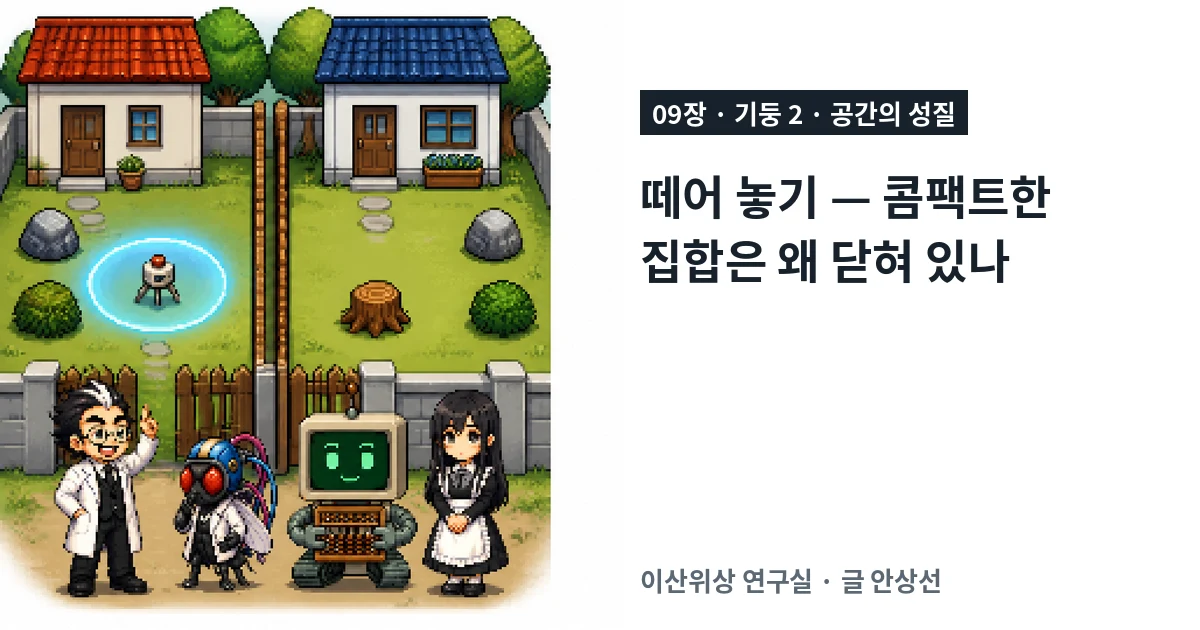 09장 · 기둥 2 · 공간의 성질
떼어 놓기 — 콤팩트한
집합은 왜 닫혀 있나
이산위상 연구실 · 글 안상선